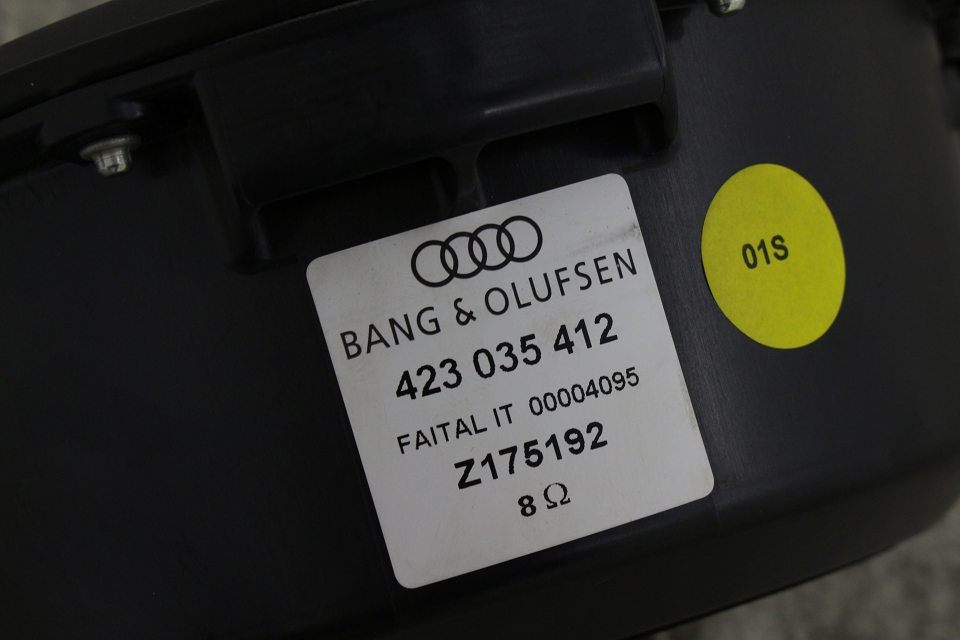 BANG & OLUFSEN
423 035 412
FAITAL IT 00004095
Z175192
8 Ω
01S